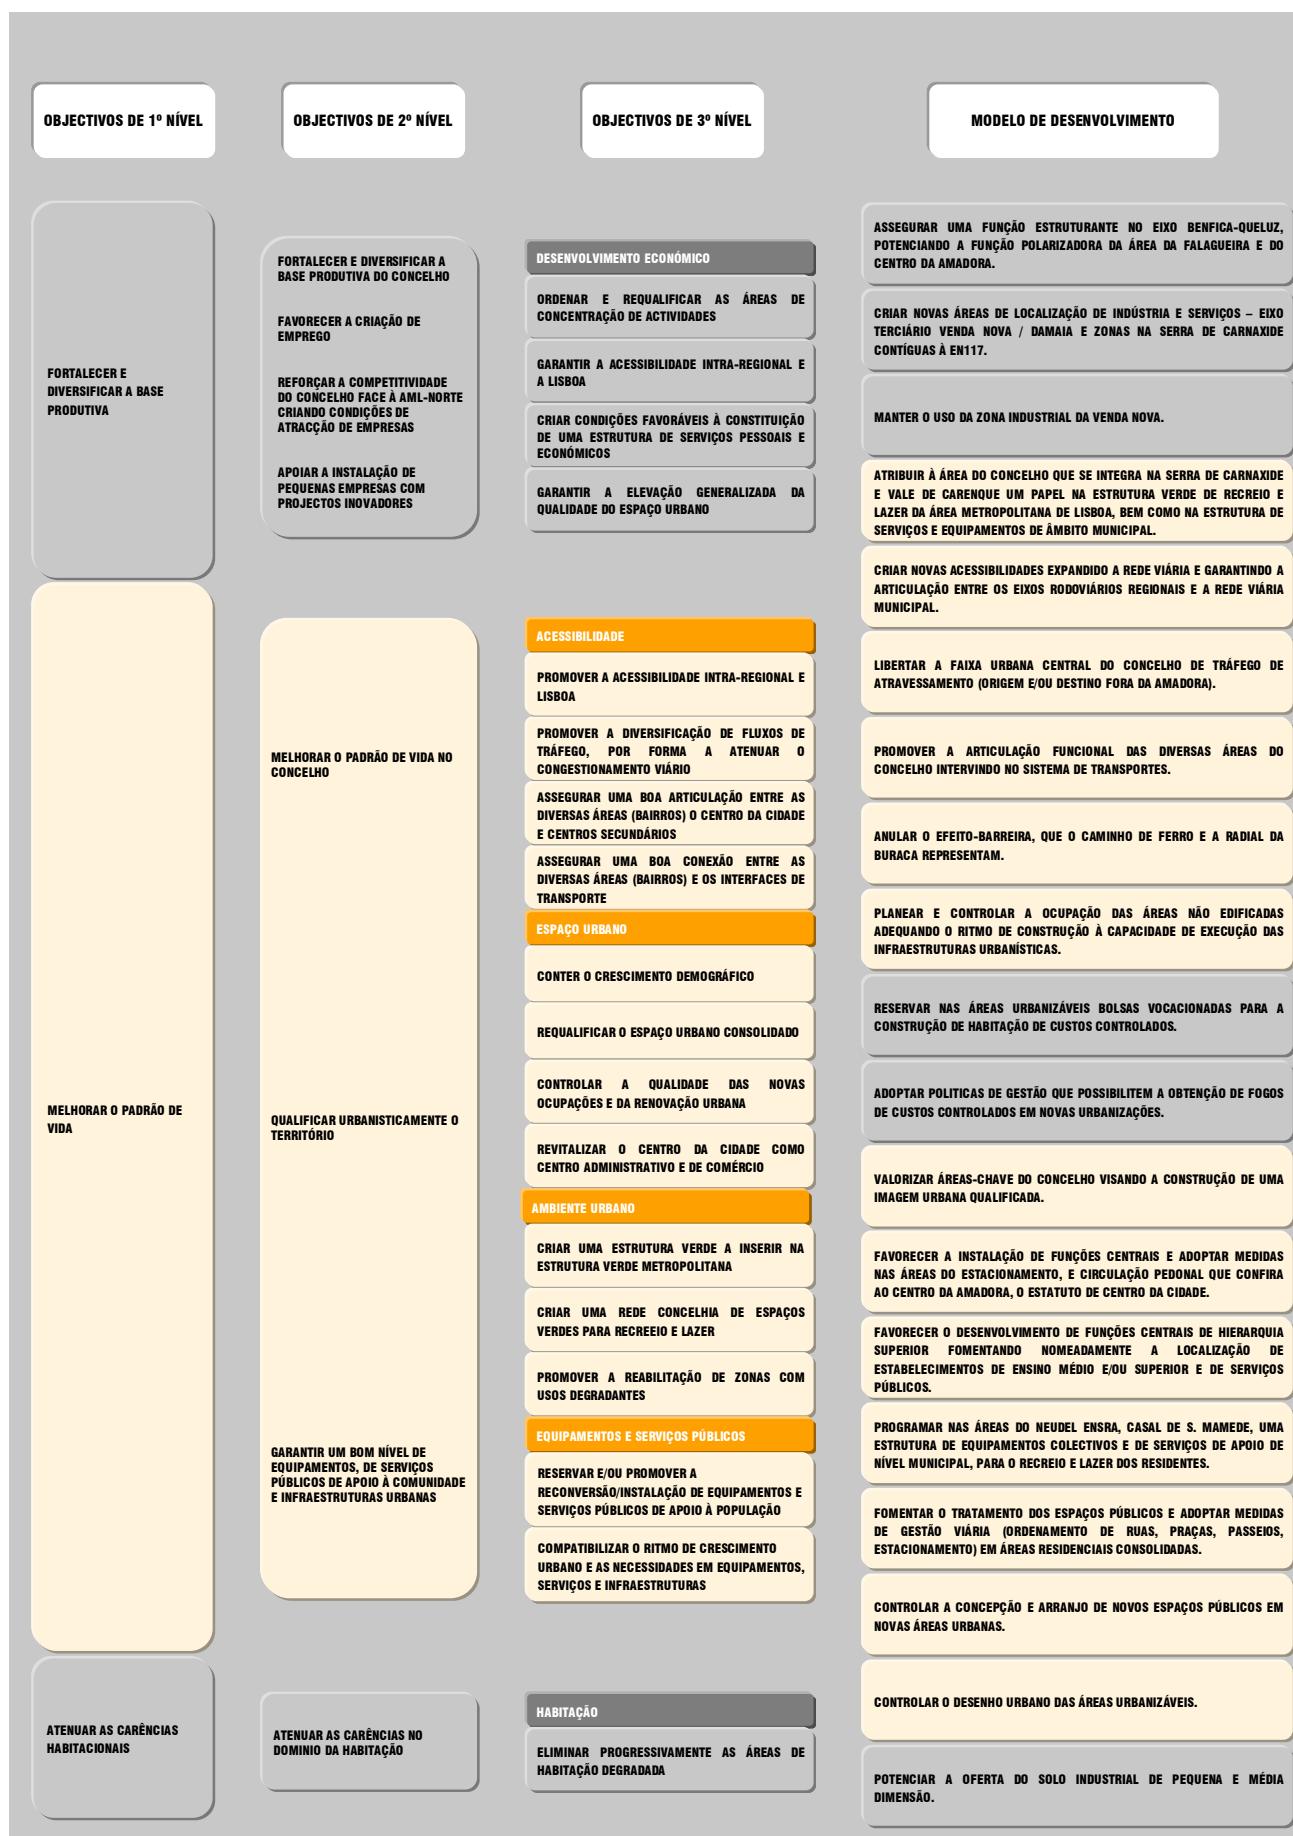 OBJECTIVOS DE 1º NÍVEL
OBJECTIVOS DE 2º NÍVEL
OBJECTIVOS DE 3º NÍVEL
MODELO DE DESENVOLVIMENTO
FORTALECER E
DIVERSIFICAR A BASE
PRODUTIVA
MELHORAR O PADRÃO DE
VIDA
ATENUAR AS CARÊNCIAS
HABITACIONAIS
FORTALECER E DIVERSIFICAR A
BASE PRODUTIVA DO CONCELHO
FAVORECER A CRIAÇÃO DE
EMPREGO
REFORÇAR A COMPETITIVIDADE
DO CONCELHO FACE À AML-NORTE
CRIANDO CONDIÇÕES DE
ATRACÇÃO DE EMPRESAS
APOIAR A INSTALAÇÃO DE
PEQUENAS EMPRESAS COM
PROJECTOS INOVADORES
MELHORAR O PADRÃO DE VIDA NO
CONCELHO
QUALIFICAR URBANISTICAMENTE O
TERRITÓRIO
GARANTIR UM BOM NÍVEL DE
EQUIPAMENTOS, DE SERVIÇOS
PÚBLICOS DE APOIO À COMUNIDADE
E INFRAESTRUTURAS URBANAS
ATENUAR AS CARÊNCIAS NO
DOMINIO DA HABITAÇÃO
DESENVOLVIMENTO ECONÓMICO
ORDENAR E REQUALIFICAR AS ÁREAS DE
CONCENTRAÇÃO DE ACTIVIDADES
GARANTIR A ACESSIBILIDADE INTRA-REGIONAL E
A LISBOA
CRIAR CONDIÇÕES FAVORÁVEIS À CONSTITUIÇÃO
DE UMA ESTRUTURA DE SERVIÇOS PESSOAIS E
ECONÓMICOS
GARANTIR A ELEVAÇÃO GENERALIZADA DA
QUALIDADE DO ESPAÇO URBANO
ACESSIBILIDADE
PROMOVER A ACESSIBILIDADE INTRA-REGIONAL E
LISBOA
PROMOVER A DIVERSIFICAÇÃO DE FLUXOS DE
TRÁFEGO, POR FORMA A ATENUAR O
CONGESTIONAMENTO VIÁRIO
ASSEGURAR UMA BOA ARTICULAÇÃO ENTRE AS
DIVERSAS ÁREAS (BAIRROS) O CENTRO DA CIDADE
E CENTROS SECUNDÁRIOS
ASSEGURAR UMA BOA CONEXÃO ENTRE AS
DIVERSAS ÁREAS (BAIRROS) E OS INTERFACES DE
TRANSPORTE
ESPAÇO URBANO
CONTER O CRESCIMENTO DEMOGRÁFICO
REQUALIFICAR O ESPAÇO URBANO CONSOLIDADO
CONTROLAR A QUALIDADE DAS NOVAS
OCUPAÇÕES E DA RENOVAÇÃO URBANA
REVITALIZAR O CENTRO DA CIDADE COMO
CENTRO ADMINISTRATIVO E DE COMÉRCIO
AMBIENTE URBANO
CRIAR UMA ESTRUTURA VERDE A INSERIR NA
ESTRUTURA VERDE METROPOLITANA
CRIAR UMA REDE CONCELHIA DE ESPAÇOS
VERDES PARA RECREEIO E LAZER
PROMOVER A REABILITAÇÃO DE ZONAS COM
USOS DEGRADANTES
EQUIPAMENTOS E SERVIÇOS PÚBLICOS
RESERVAR E/OU PROMOVER A
RECONVERSÃO/INSTALAÇÃO DE EQUIPAMENTOS E
SERVIÇOS PÚBLICOS DE APOIO À POPULAÇÃO
COMPATIBILIZAR O RITMO DE CRESCIMENTO
URBANO E AS NECESSIDADES EM EQUIPAMENTOS,
SERVIÇOS E INFRAESTRUTURAS
HABITAÇÃO
ELIMINAR PROGRESSIVAMENTE AS ÁREAS DE
HABITAÇÃO DEGRADADA
ASSEGURAR UMA FUNÇÃO ESTRUTURANTE NO EIXO BENFICA-QUELUZ,
POTENCIANDO A FUNÇÃO POLARIZADORA DA ÁREA DA FALAGUEIRA E DO
CENTRO DA AMADORA.
CRIAR NOVAS ÁREAS DE LOCALIZAÇÃO DE INDÚSTRIA E SERVIÇOS – EIXO
TERCIÁRIO VENDA NOVA / DAMAIA E ZONAS NA SERRA DE CARNAXIDE
CONTÍGUAS À EN117.
MANTER O USO DA ZONA INDUSTRIAL DA VENDA NOVA.
ATRIBUIR À ÁREA DO CONCELHO QUE SE INTEGRA NA SERRA DE CARNAXIDE
E VALE DE CARENQUE UM PAPEL NA ESTRUTURA VERDE DE RECREIO E
LAZER DA ÁREA METROPOLITANA DE LISBOA, BEM COMO NA ESTRUTURA DE
SERVIÇOS E EQUIPAMENTOS DE ÂMBITO MUNICIPAL.
CRIAR NOVAS ACESSIBILIDADES EXPANDIDO A REDE VIÁRIA E GARANTINDO A
ARTICULAÇÃO ENTRE OS EIXOS RODOVIÁRIOS REGIONAIS E A REDE VIÁRIA
MUNICIPAL.
LIBERTAR A FAIXA URBANA CENTRAL DO CONCELHO DE TRÁFEGO DE
ATRAVESSAMENTO (ORIGEM E/OU DESTINO FORA DA AMADORA).
PROMOVER A ARTICULAÇÃO FUNCIONAL DAS DIVERSAS ÁREAS DO
CONCELHO INTERVINDO NO SISTEMA DE TRANSPORTES.
ANULAR O EFEITO-BARREIRA, QUE O CAMINHO DE FERRO E A RADIAL DA
BURACA REPRESENTAM.
PLANEAR E CONTROLAR A OCUPAÇÃO DAS ÁREAS NÃO EDIFICADAS
ADEQUANDO O RITMO DE CONSTRUÇÃO À CAPACIDADE DE EXECUÇÃO DAS
INFRAESTRUTURAS URBANÍSTICAS.
RESERVAR NAS ÁREAS URBANIZÁVEIS BOLSAS VOCACIONADAS PARA A
CONSTRUÇÃO DE HABITAÇÃO DE CUSTOS CONTROLADOS.
ADOPTAR POLITICAS DE GESTÃO QUE POSSIBILITEM A OBTENÇÃO DE FOGOS
DE CUSTOS CONTROLADOS EM NOVAS URBANIZAÇÕES.
VALORIZAR ÁREAS-CHAVE DO CONCELHO VISANDO A CONSTRUÇÃO DE UMA
IMAGEM URBANA QUALIFICADA.
FAVORECER A INSTALAÇÃO DE FUNÇÕES CENTRAIS E ADOPTAR MEDIDAS
NAS ÁREAS DO ESTACIONAMENTO, E CIRCULAÇÃO PEDONAL QUE CONFIRA
AO CENTRO DA AMADORA, O ESTATUTO DE CENTRO DA CIDADE.
FAVORECER O DESENVOLVIMENTO DE FUNÇÕES CENTRAIS DE HIERARQUIA
SUPERIOR FOMENTANDO NOMEADAMENTE A LOCALIZAÇÃO DE
ESTABELECIMENTOS DE ENSINO MÉDIO E/OU SUPERIOR E DE SERVIÇOS
PÚBLICOS.
PROGRAMAR NAS ÁREAS DO NEUDEL ENSRA, CASAL DE S. MAMEDE, UMA
ESTRUTURA DE EQUIPAMENTOS COLECTIVOS E DE SERVIÇOS DE APOIO DE
NÍVEL MUNICIPAL, PARA O RECREIO E LAZER DOS RESIDENTES.
FOMENTAR O TRATAMENTO DOS ESPAÇOS PÚBLICOS E ADOPTAR MEDIDAS
DE GESTÃO VIÁRIA (ORDENAMENTO DE RUAS, PRAÇAS, PASSEIOS,
ESTACIONAMENTO) EM ÁREAS RESIDENCIAIS CONSOLIDADAS.
CONTROLAR A CONCEPÇÃO E ARRANJO DE NOVOS ESPAÇOS PÚBLICOS EM
NOVAS ÁREAS URBANAS.
CONTROLAR O DESENHO URBANO DAS ÁREAS URBANIZÁVEIS.
POTENCIAR A OFERTA DO SOLO INDUSTRIAL DE PEQUENA E MÉDIA
DIMENSÃO.